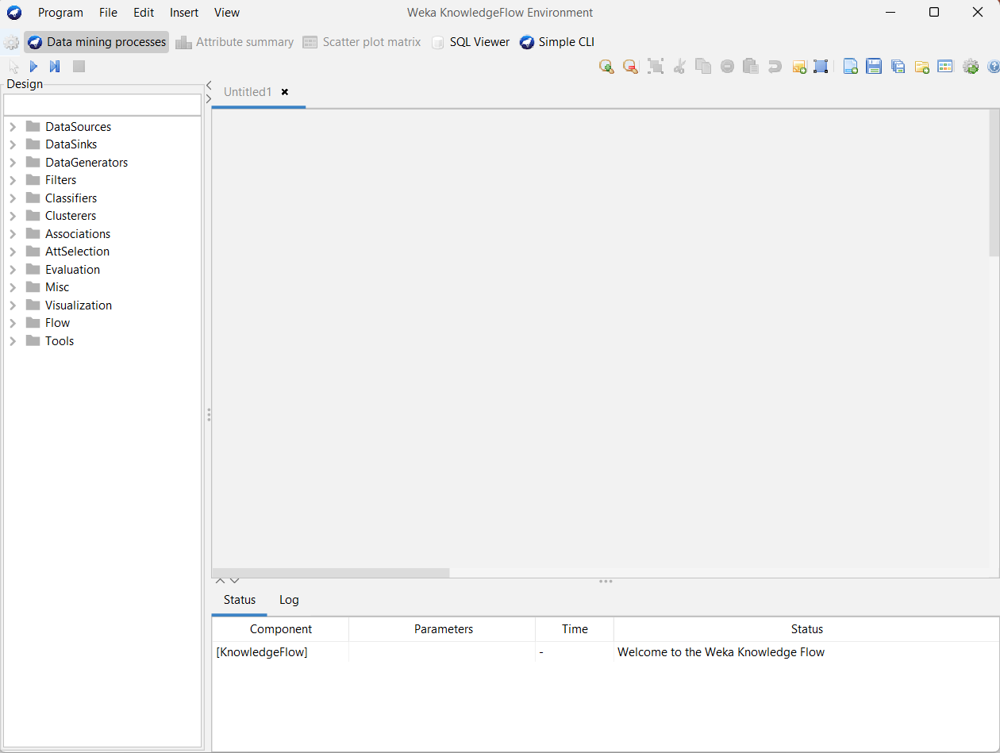 Program File Edit Insert View Weka KnowledgeFlow Environment
Data mining processes Attribute summary Scatter plot matrix SQL Viewer Simple CLI
Design
Untitled1
DataSources
DataSinks
DataGenerators
Filters
Classifiers
Clusterers
Associations
AttSelection
Evaluation
Misc
Visualization
Flow
Tools
Status Log
Component Parameters Time Status
[KnowledgeFlow] - Welcome to the Weka Knowledge Flow